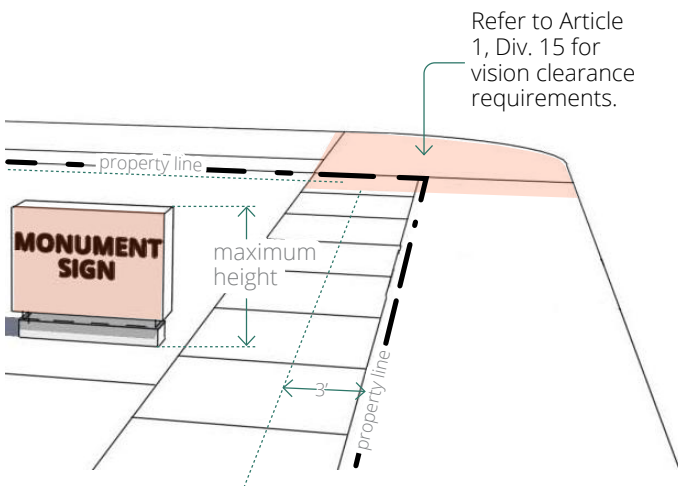 Refer to Article
1, Div. 15 for
vision clearance
requirements.
property line
MONUMENT
SIGN
maximum
height
3'
property line